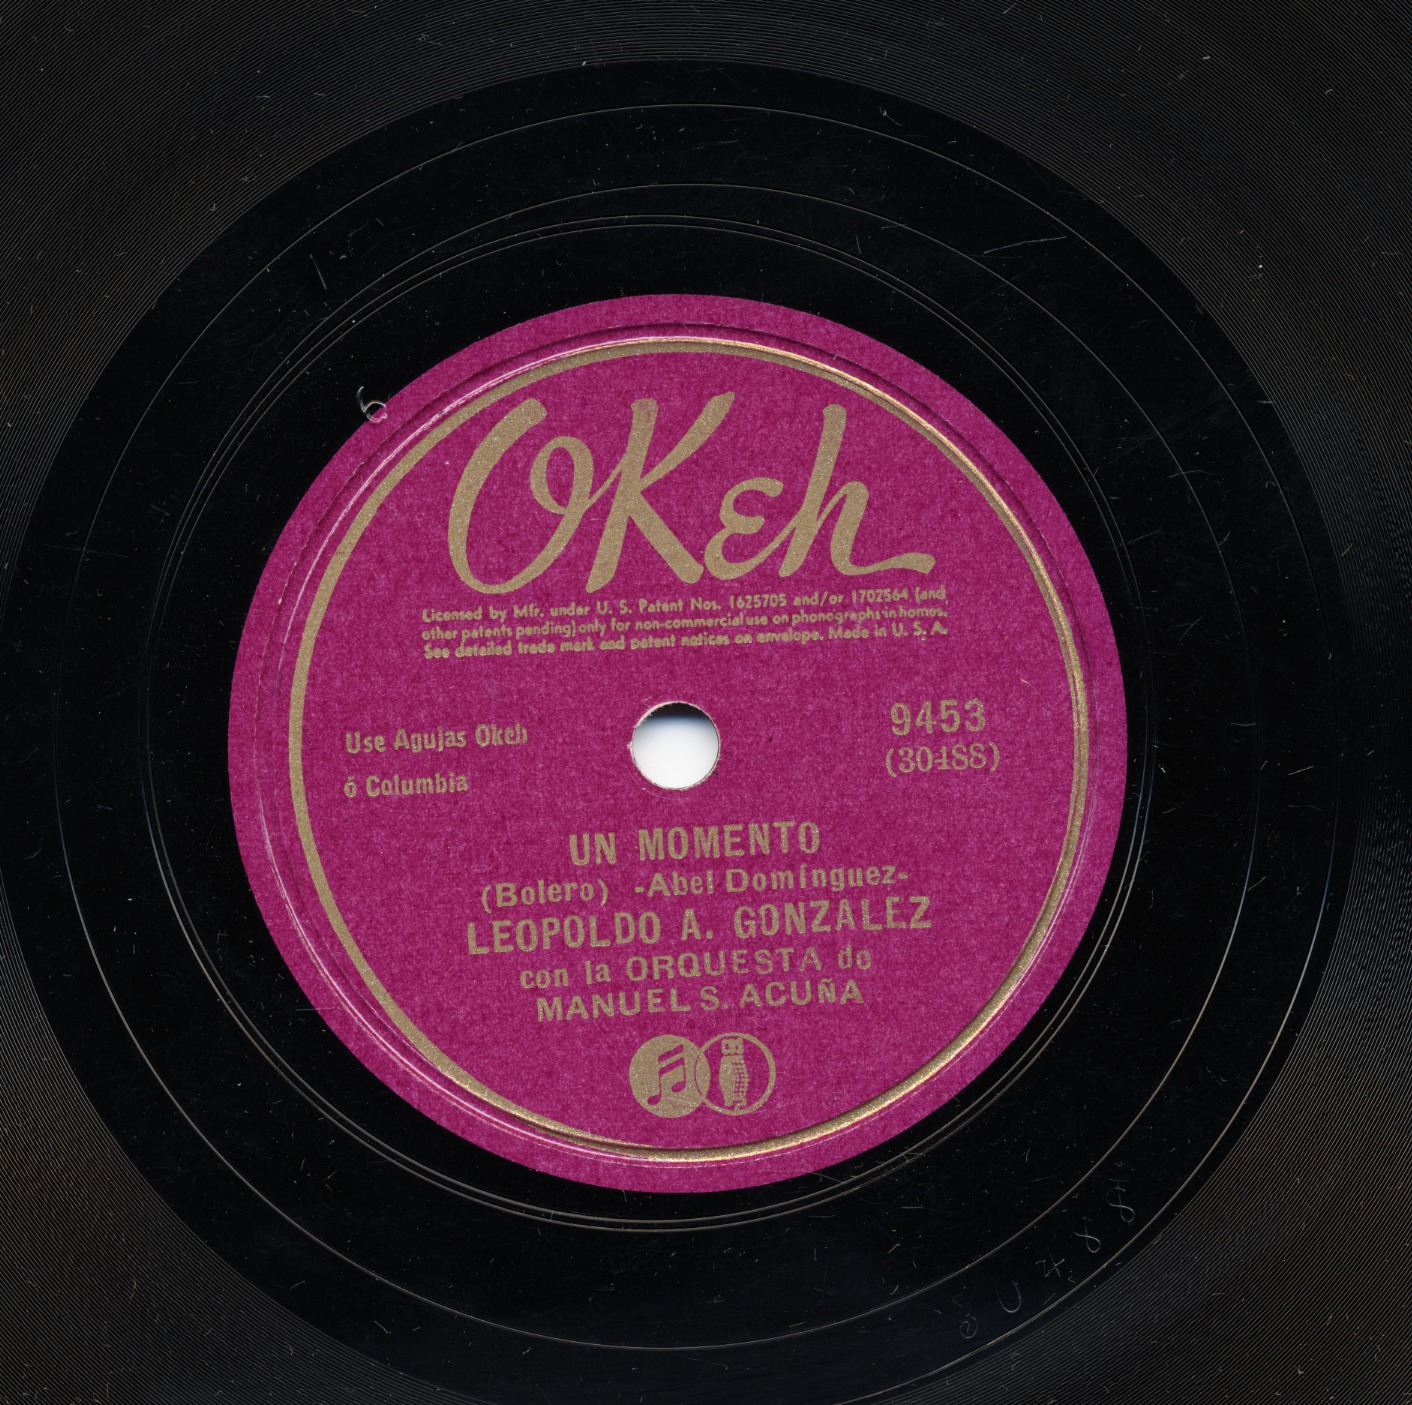 OKeh
Licensed by Mfr. under U. S. Patent Nos. 1625705 and/or 1702564 (and
other patents pending) only for non-commercial use on phonographs in homes.
See detailed trade mark and patent notices on envelope. Made in U. S. A.
Use Agujas Okeh
ó Columbia
9453
(30488)
UN MOMENTO
(Bolero) -Abel Domínguez-
LEOPOLDO A. GONZALEZ
con la ORQUESTA de
MANUEL S. ACUÑA